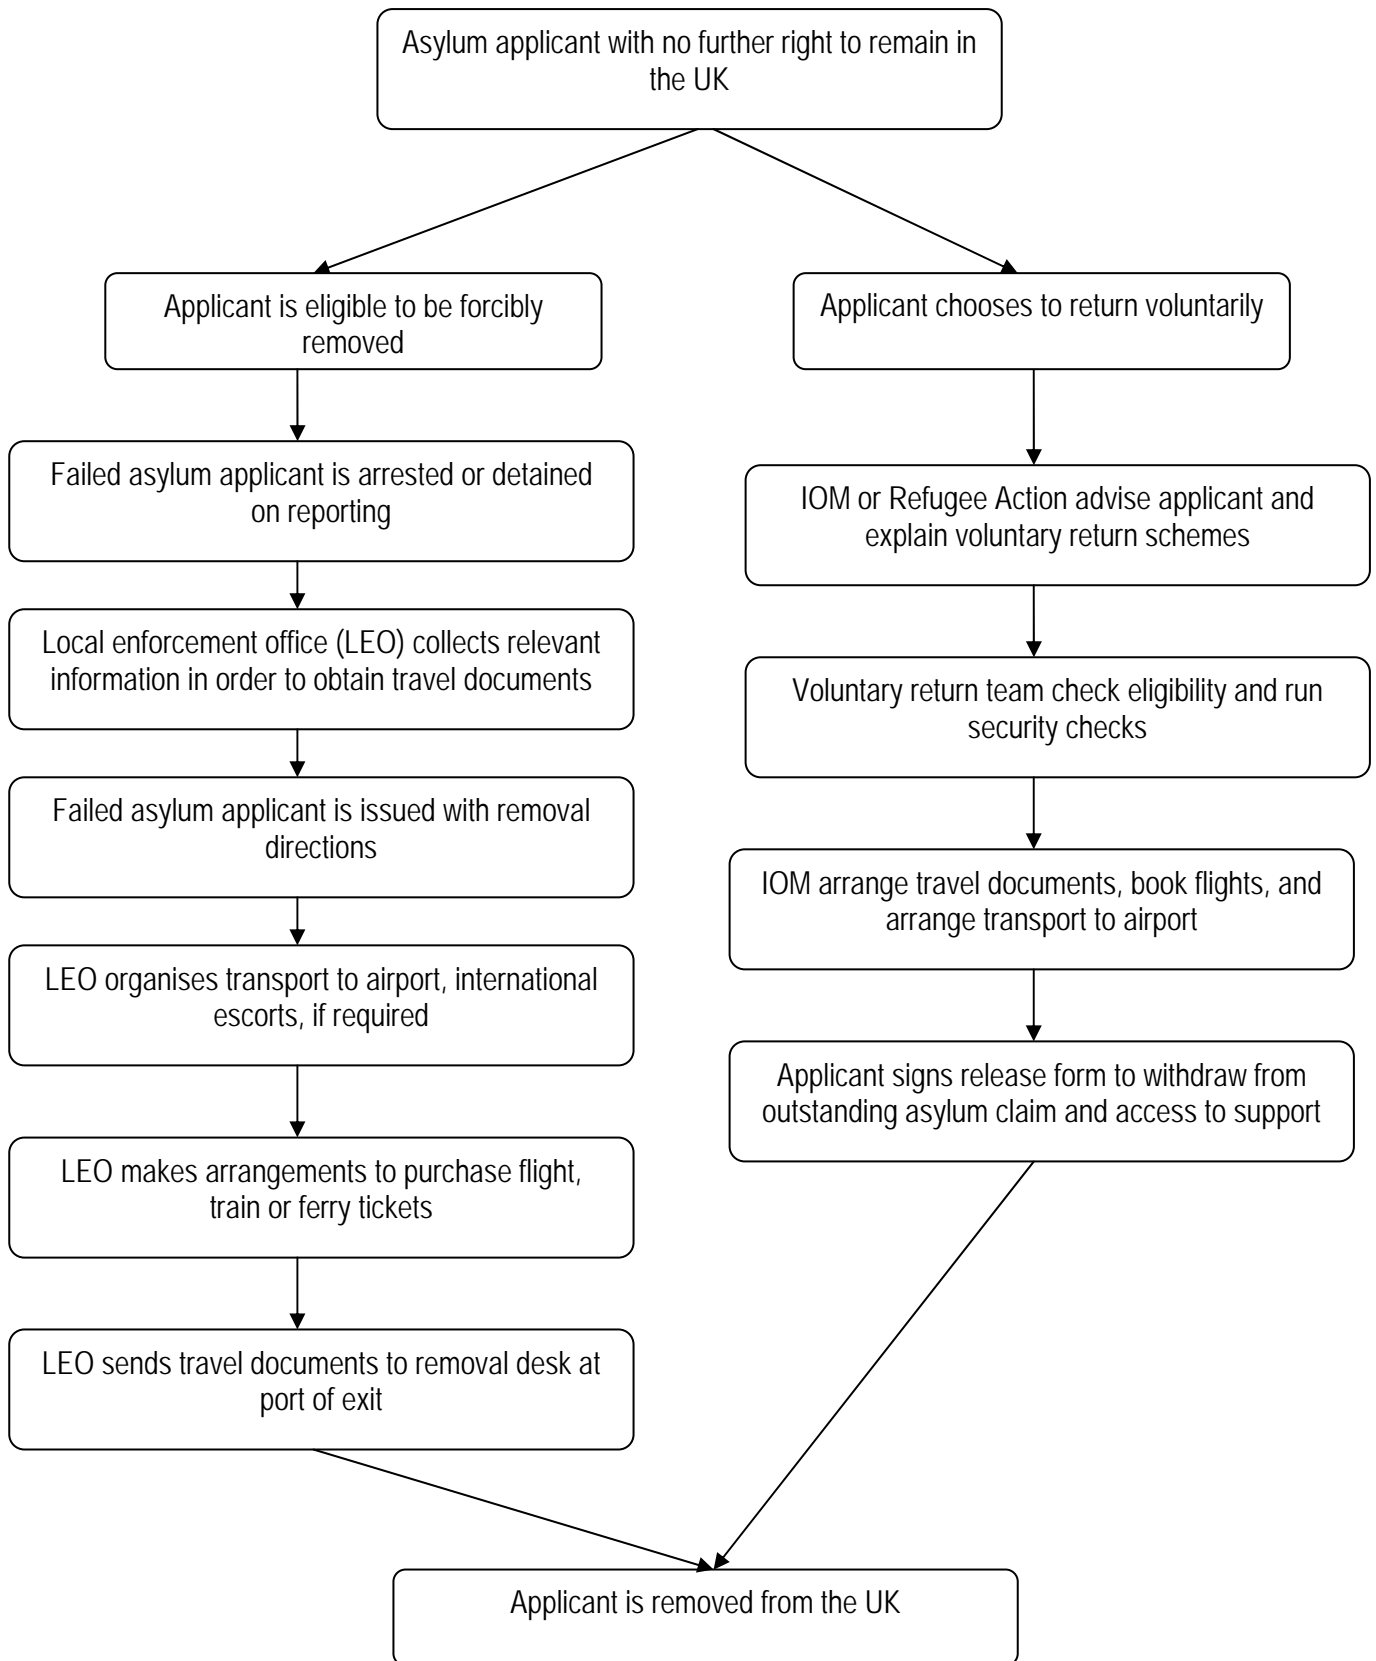 Asylum applicant with no further right to remain in
the UK
Applicant is eligible to be forcibly
removed
Applicant chooses to return voluntarily
Failed asylum applicant is arrested or detained
on reporting
IOM or Refugee Action advise applicant and
explain voluntary return schemes
Local enforcement office (LEO) collects relevant
information in order to obtain travel documents
Voluntary return team check eligibility and run
security checks
Failed asylum applicant is issued with removal
directions
IOM arrange travel documents, book flights, and
arrange transport to airport
LEO organises transport to airport, international
escorts, if required
Applicant signs release form to withdraw from
outstanding asylum claim and access to support
LEO makes arrangements to purchase flight,
train or ferry tickets
LEO sends travel documents to removal desk at
port of exit
Applicant is removed from the UK